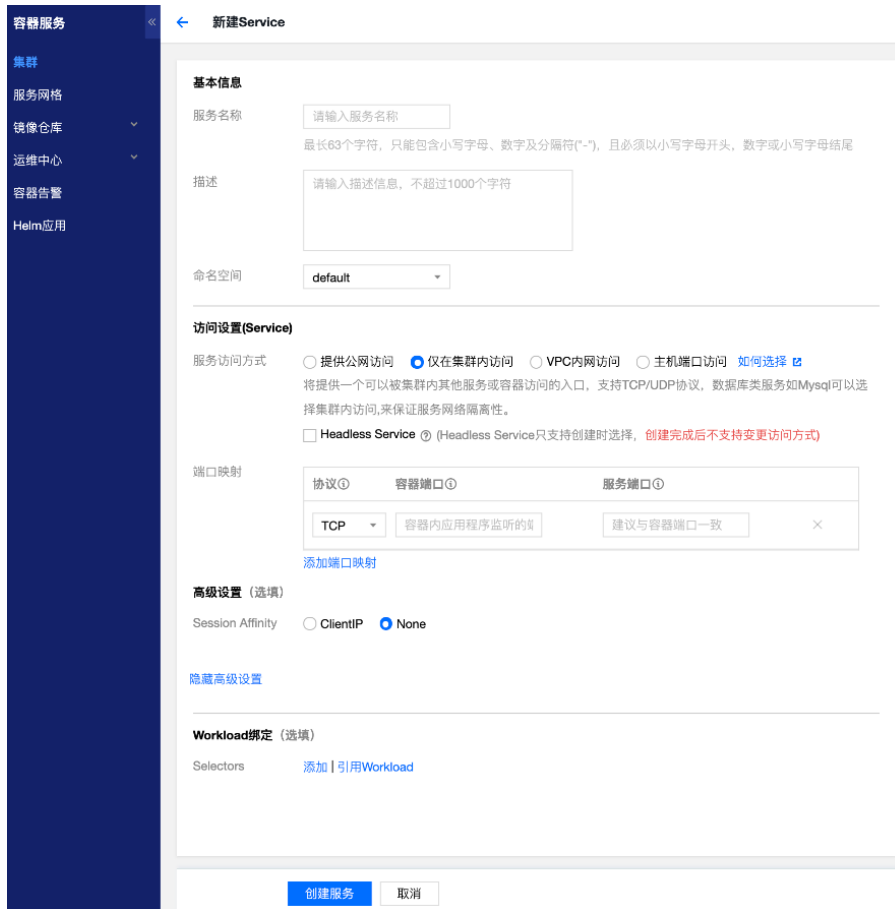 容器服务
«
新建Service
集群
服务网格
镜像仓库
运维中心
容器告警
Helm应用
基本信息
服务名称 请输入服务名称
最长63个字符，只能包含小写字母、数字及分隔符("-")，且必须以小写字母开头，数字或小写字母结尾
描述 请输入描述信息，不超过1000个字符
命名空间 default
访问设置(Service)
服务访问方式 提供公网访问 仅在集群内访问 VPC内网访问 主机端口访问 如何选择
将提供一个可以被集群内其他服务或容器访问的入口，支持TCP/UDP协议，数据库类服务如Mysql可以选
择集群内访问,来保证服务网络隔离性。
Headless Service (Headless Service只支持创建时选择，创建完成后不支持变更访问方式)
端口映射 协议 容器端口 服务端口
TCP 容器内应用程序监听的 建议与容器端口一致
添加端口映射
高级设置（选填）
Session Affinity ClientIP None
隐藏高级设置
Workload绑定（选填）
Selectors 添加 | 引用Workload
创建服务 取消